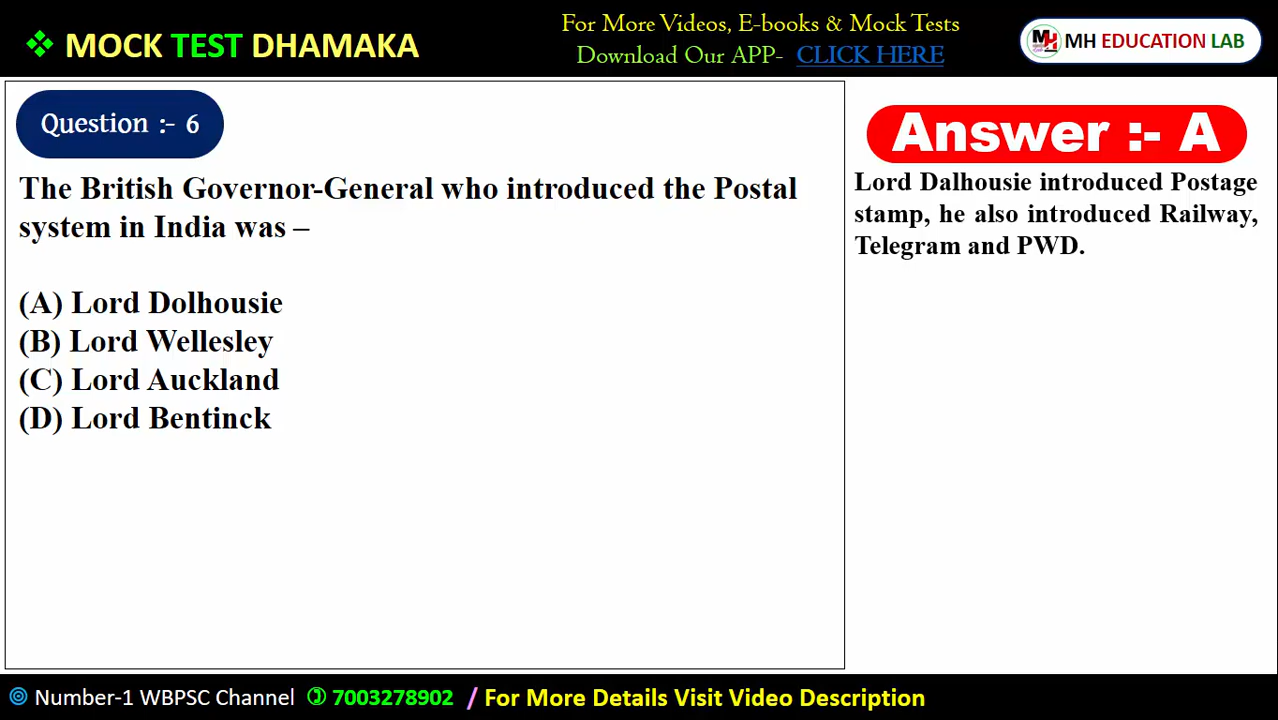 ❖ MOCK TEST DHAMAKA
For More Videos, E-books & Mock Tests
Download Our APP- CLICK HERE
MH EDUCATION LAB
Question :- 6
The British Governor-General who introduced the Postal
system in India was –
(A) Lord Dolhousie
(B) Lord Wellesley
(C) Lord Auckland
(D) Lord Bentinck
Answer :- A
Lord Dalhousie introduced Postage
stamp, he also introduced Railway,
Telegram and PWD.
Number-1 WBPSC Channel 7003278902 / For More Details Visit Video Description